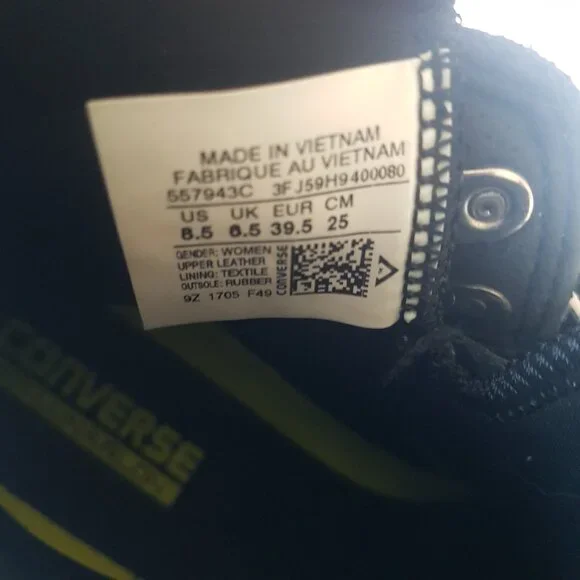 MADE IN VIETNAM
FABRIQUE AU VIETNAM
557943C 3FJ59H9400080
US UK EUR CM
8.5 6.5 39.5 25
GENDER: WOMEN
UPPER LEATHER
LINING: TEXTILE
OUTSOLE: RUBBER
9Z 1705 F49
CONVERSE
CONVERSE